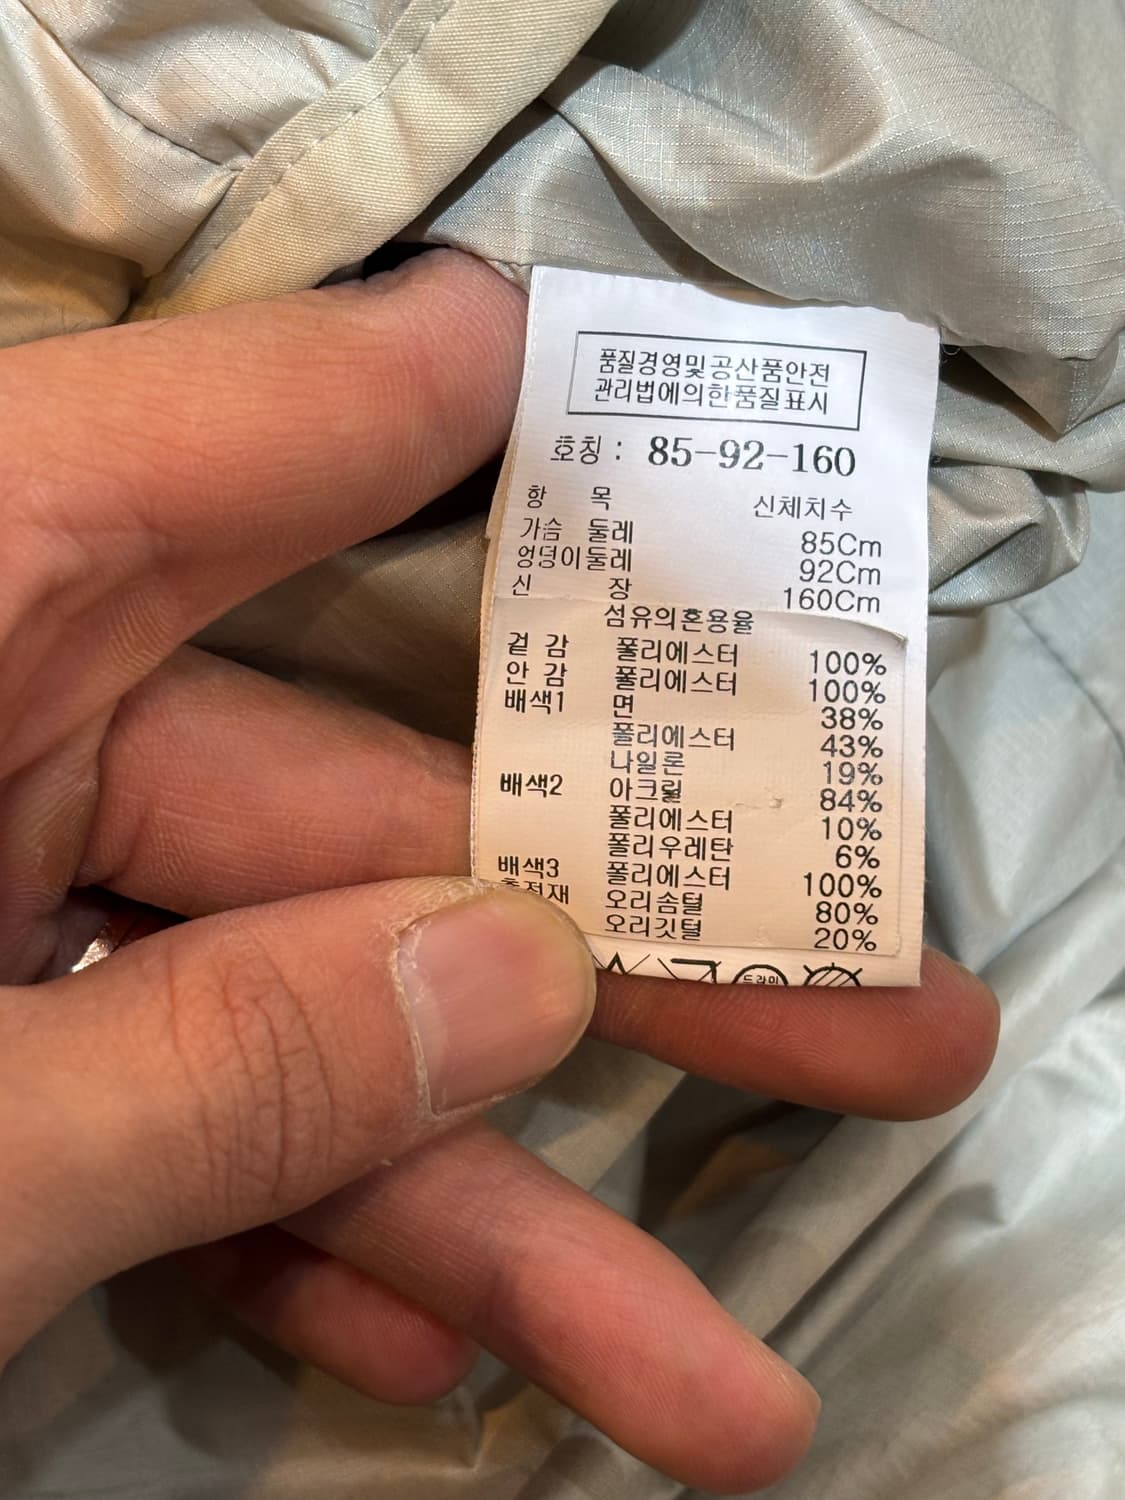 품질경영및공산품안전
관리법에의한품질표시
호칭 : 85-92-160
항 목 신체치수
가슴 둘레 85Cm
엉덩이둘레 92Cm
신 장 160Cm
섬유의혼용율
겉 감 폴리에스터 100%
안 감 폴리에스터 100%
배색1 면 38%
폴리에스터 43%
나일론 19%
배색2 아크릴 84%
폴리에스터 10%
폴리우레탄 6%
배색3 폴리에스터 100%
충전재 오리솜털 80%
오리깃털 20%
드라이